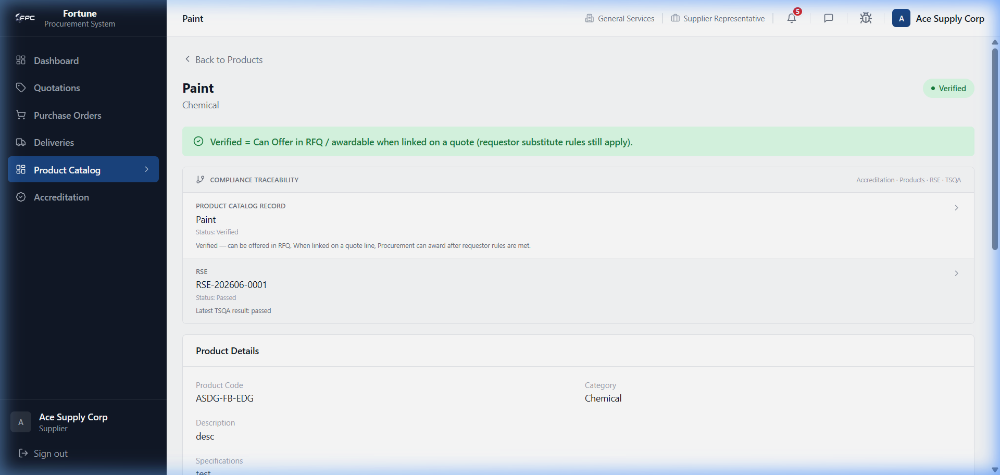 FPC
Fortune
Procurement System
Dashboard
Quotations
Purchase Orders
Deliveries
Product Catalog
Accreditation
A
Ace Supply Corp
Supplier
Sign out
Paint
General Services
Supplier Representative
5
A
Ace Supply Corp
Back to Products
Paint
Verified
Chemical
Verified = Can Offer in RFQ / awardable when linked on a quote (requestor substitute rules still apply).
COMPLIANCE TRACEABILITY
Accreditation · Products · RSE · TSQA
PRODUCT CATALOG RECORD
Paint
Status: Verified
Verified — can be offered in RFQ. When linked on a quote line, Procurement can award after requestor rules are met.
RSE
RSE-202606-0001
Status: Passed
Latest TSQA result: passed
Product Details
Product Code
ASDG-FB-EDG
Category
Chemical
Description
desc
Specifications
test